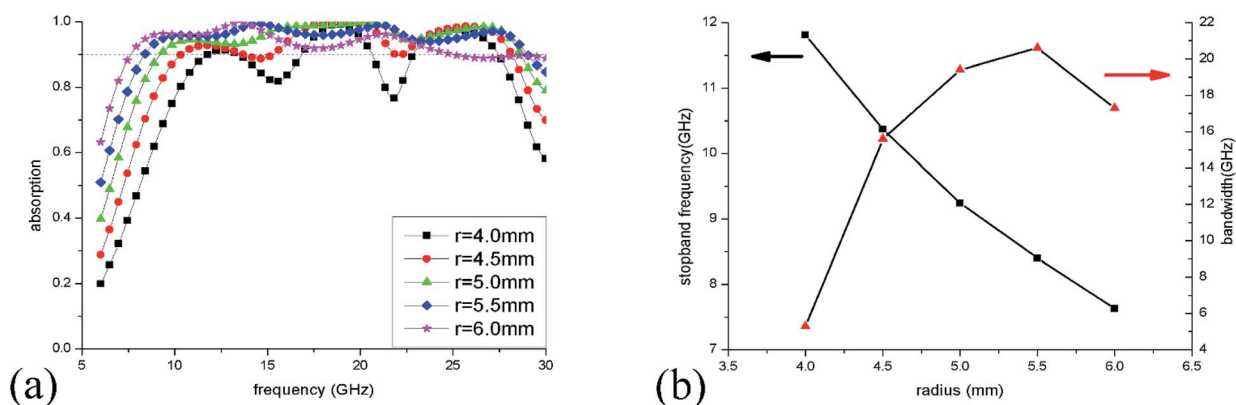 1.0
0.8
0.6
0.4
0.2
0.0
absorption
5
10
15
20
25
30
frequency (GHz)
r=4.0mm
r=4.5mm
r=5.0mm
r=5.5mm
r=6.0mm
(a)
12
11
10
9
8
7
stopband frequency(GHz)
3.5
4.0
4.5
5.0
5.5
6.0
6.5
radius (mm)
22
20
18
16
14
12
10
8
6
4
bandwidth(GHz)
(b)